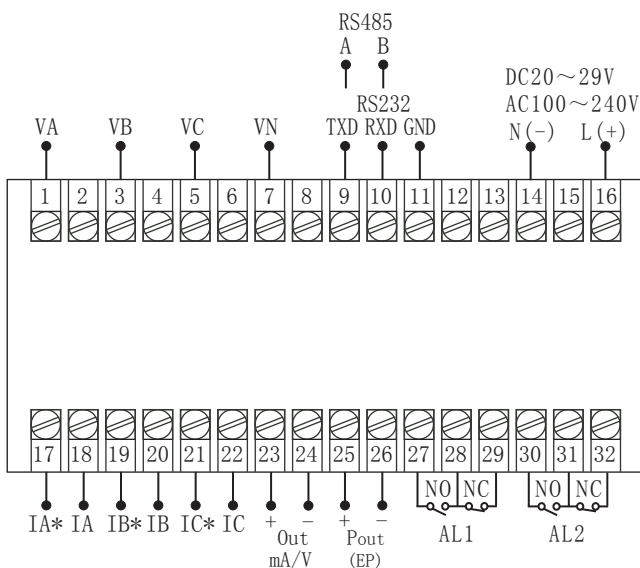 RS485
A B
DC20～29V
RS232
AC100～240V
VA VB VC VN TXD RXD GND N(-) L(+)
1 2 3 4 5 6 7 8 9 10 11 12 13 14 15 16
17 18 19 20 21 22 23 24 25 26 27 28 29 30 31 32
NO NC NO NC
IA* IA IB* IB IC* IC + - + -
Out Pout AL1 AL2
mA/V (EP)